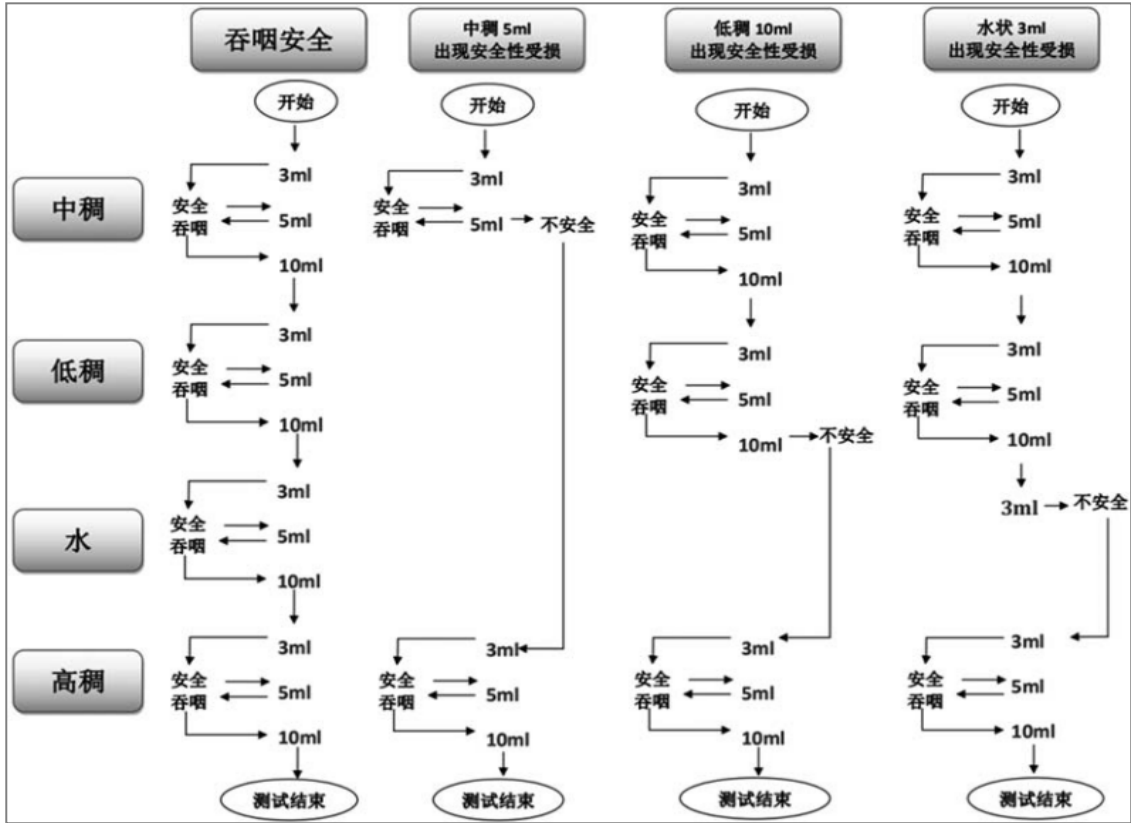 吞咽安全
中稠 5ml
出现安全性受损
低稠 10ml
出现安全性受损
水状 3ml
出现安全性受损
开始
开始
开始
开始
中稠
3ml
安全
吞咽
5ml
10ml
3ml
安全
吞咽
5ml
不安全
3ml
安全
吞咽
5ml
10ml
3ml
安全
吞咽
5ml
10ml
低稠
3ml
安全
吞咽
5ml
10ml
3ml
安全
吞咽
5ml
10ml
不安全
3ml
安全
吞咽
5ml
10ml
水
3ml
安全
吞咽
5ml
10ml
3ml
不安全
高稠
3ml
安全
吞咽
5ml
10ml
3ml
安全
吞咽
5ml
10ml
3ml
安全
吞咽
5ml
10ml
3ml
安全
吞咽
5ml
10ml
测试结束
测试结束
测试结束
测试结束